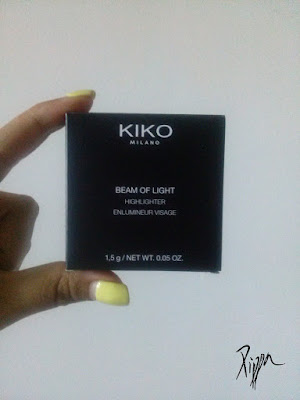 KIKO
MILANO
BEAM OF LIGHT
HIGHLIGHTER
ENLUMINEUR VISAGE
1,5 g / NET WT. 0.05 OZ.